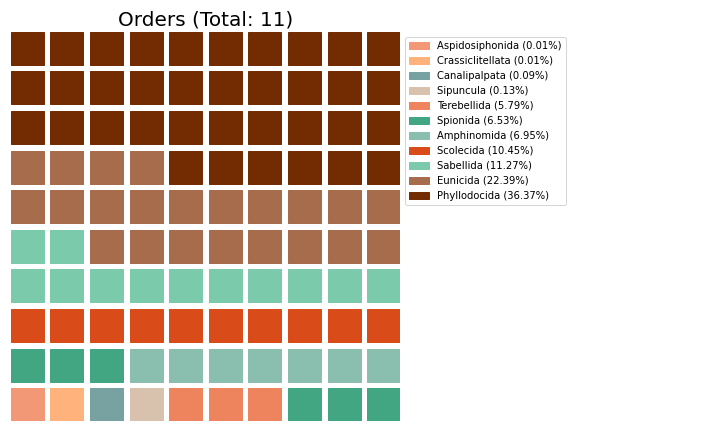 Orders (Total: 11)
Aspidosiphonida (0.01%)
Crassiclitellata (0.01%)
Canalipalpata (0.09%)
Sipuncula (0.13%)
Terebellida (5.79%)
Spionida (6.53%)
Amphinomida (6.95%)
Scolecida (10.45%)
Sabellida (11.27%)
Eunicida (22.39%)
Phyllodocida (36.37%)